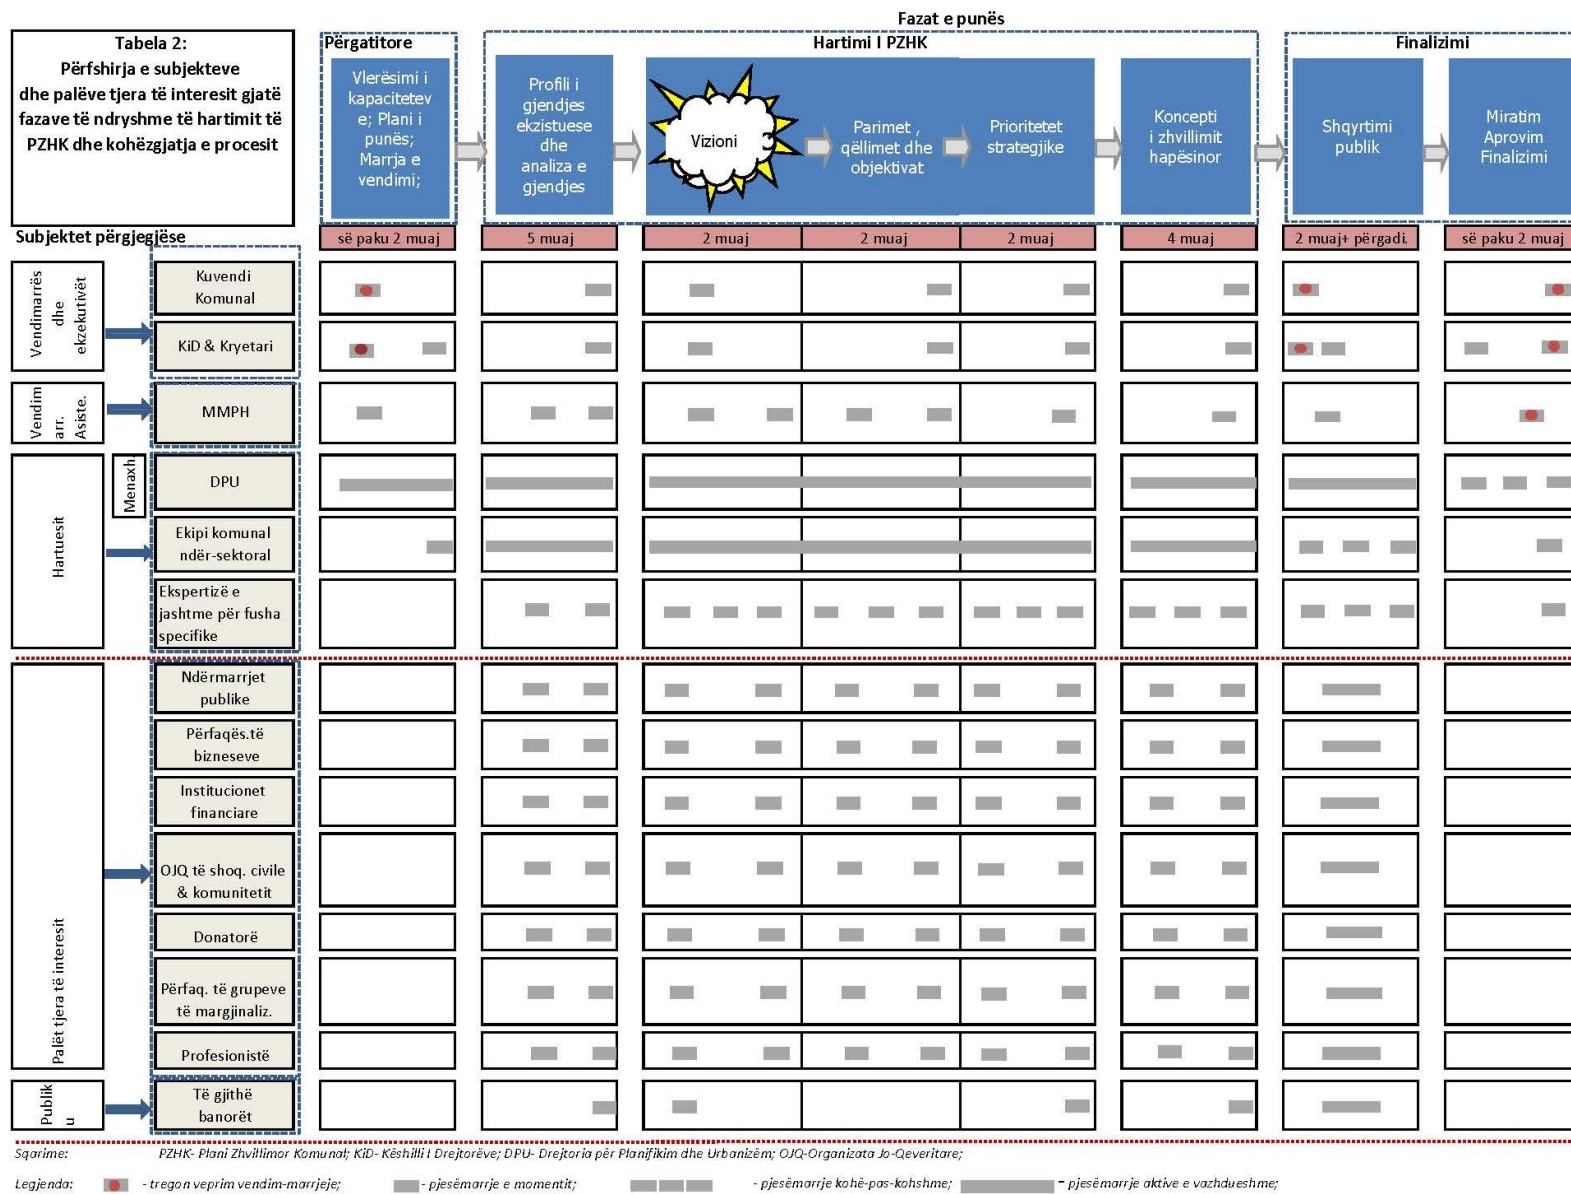 Fazat e punës
Tabela 2:
Përfshirja e subjekteve
dhe palëve tjera të interesit gjatë
fazave të ndryshme të hartimit të
PZHK dhe kohëzgjatja e procesit
Përgatitore
Hartimi I PZHK
Finalizimi
Vlerësimi i
kapacitetev
e; Plani i
punës;
Marrja e
vendimi;
Profili i
gjendjes
ekzistuese
dhe
analiza e
gjendjes
Vizioni
Parimet ,
qëllimet dhe
objektivat
Prioritetet
strategjike
Koncepti
i zhvillimit
hapësinor
Shqyrtimi
publik
Miratim
Aprovim
Finalizimi
Subjektet përgjegjëse
së paku 2 muaj
5 muaj
2 muaj
2 muaj
2 muaj
4 muaj
2 muaj+ përgadi.
së paku 2 muaj
Vendimarrës
dhe
ekzekutivët
Kuvendi
Komunal
KiD & Kryetari
Vendim
arr.
Asiste.
MMPH
Hartuesit
Menaxh.
DPU
Ekipi komunal
ndër-sektoral
Ekspertizë e
jashtme për fusha
specifike
Palët tjera të interesit
Ndërmarrjet
publike
Përfaqës.të
bizneseve
Institucionet
financiare
OJQ të shoq. civile
& komunitetit
Donatorë
Përfaq. të grupeve
të margjinaliz.
Profesionistë
Publik
u
Të gjithë
banorët
Sqarime: PZHK- Plani Zhvillimor Komunal; KiD- Këshilli I Drejtorëve; DPU- Drejtoria për Planifikim dhe Urbanizëm; OJQ-Organizata Jo-Qeveritare;
Legjenda: - tregon veprim vendim-marrjeje; - pjesëmarrje e momentit; - pjesëmarrje kohë-pas-kohshme; - pjesëmarrje aktive e vazhdueshme;